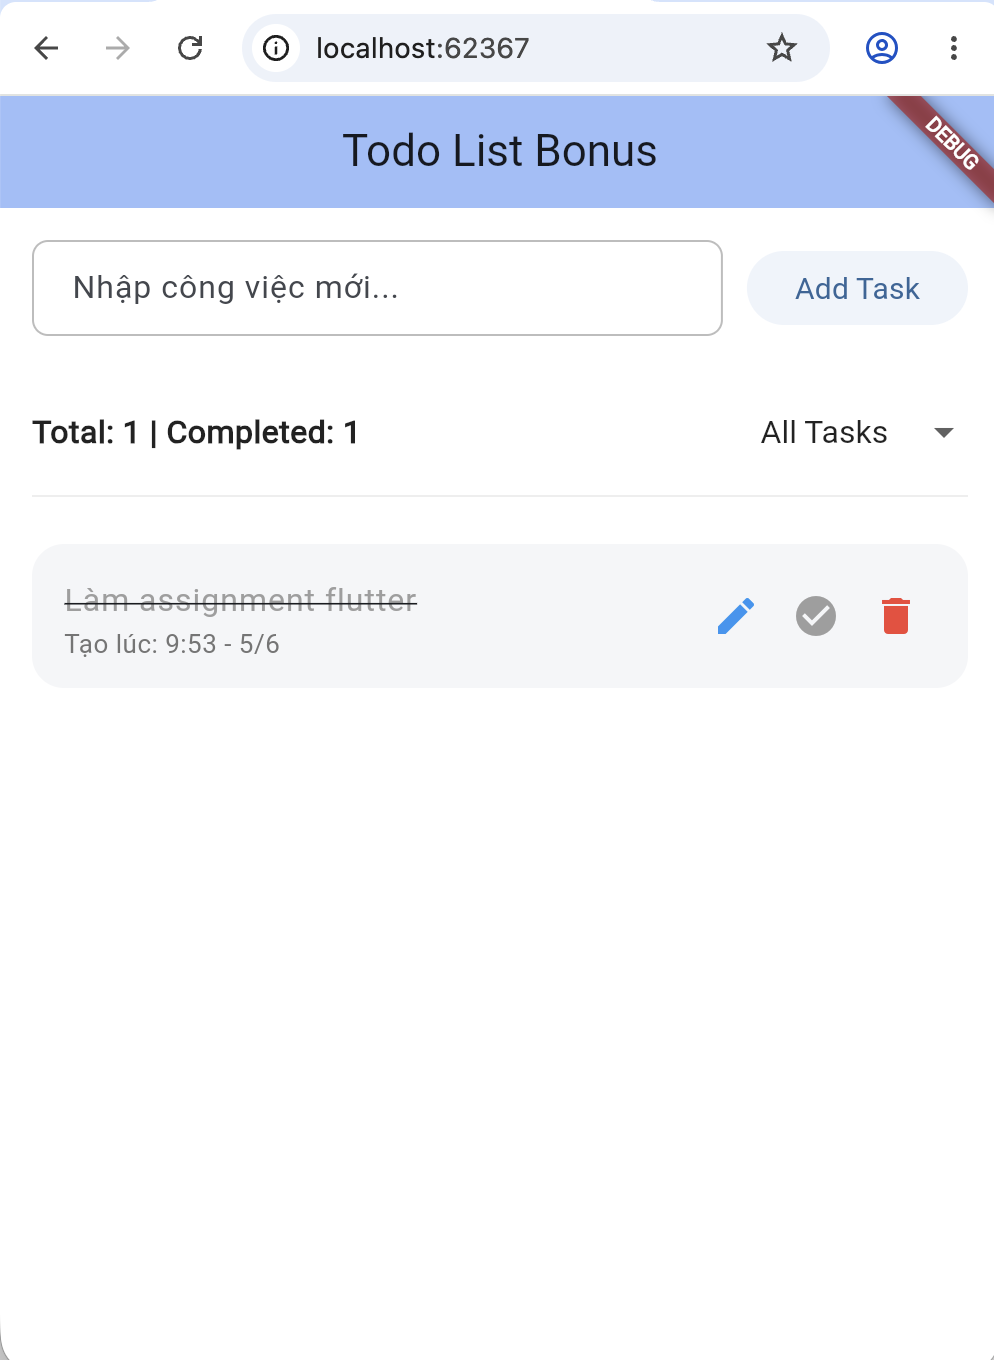 localhost:62367
Todo List Bonus
DEBUG
Nhập công việc mới...
Add Task
Total: 1 | Completed: 1
All Tasks
Làm assignment flutter
Tạo lúc: 9:53 - 5/6